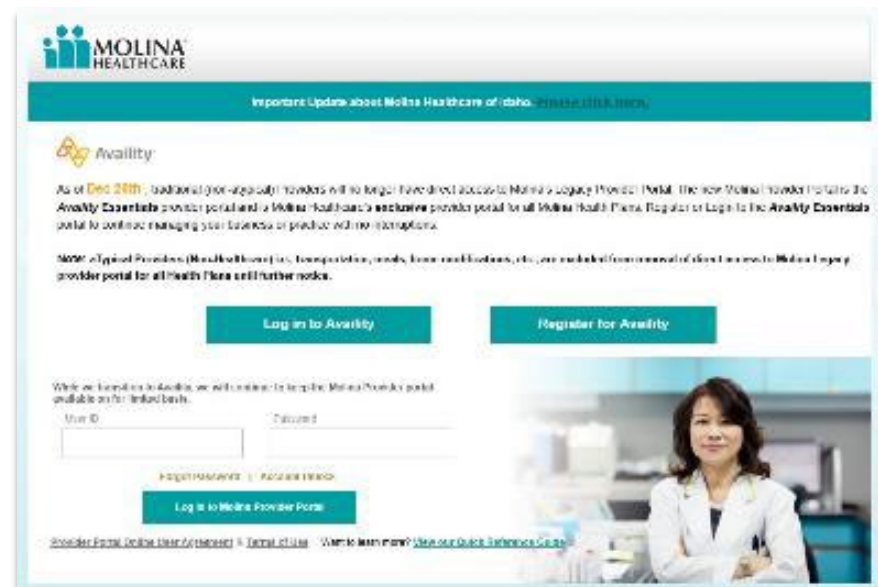 MOLINA
HEALTHCARE
Important Update about Molina Healthcare of Idaho. Please click here.
Availity
As of Dec 20th, traditional (non-atypical) Providers will no longer have direct access to Molina's Legacy Provider Portal. The new Molina Provider Portal is the
Availity Essentials provider portal and is Molina Healthcare's exclusive provider portal for all Molina Health Plans. Register or Login to the Availity Essentials
portal to continue managing your business or practice with no interruptions.
Note: aTypical Providers (Non-Healthcare) i.e., transportation, meals, home modifications, etc., are excluded from removal of direct access to Molina Legacy
provider portal for all Health Plans until further notice.
Log in to Availity
Register for Availity
While we transition to Availity, we will continue to keep the Molina Provider portal
available on for limited basis.
User ID
Password
Forgot Password |
Log in to Molina Provider Portal
Provider Portal Online User Agreement & Terms of Use Want to learn more? View our Quick Reference Guide